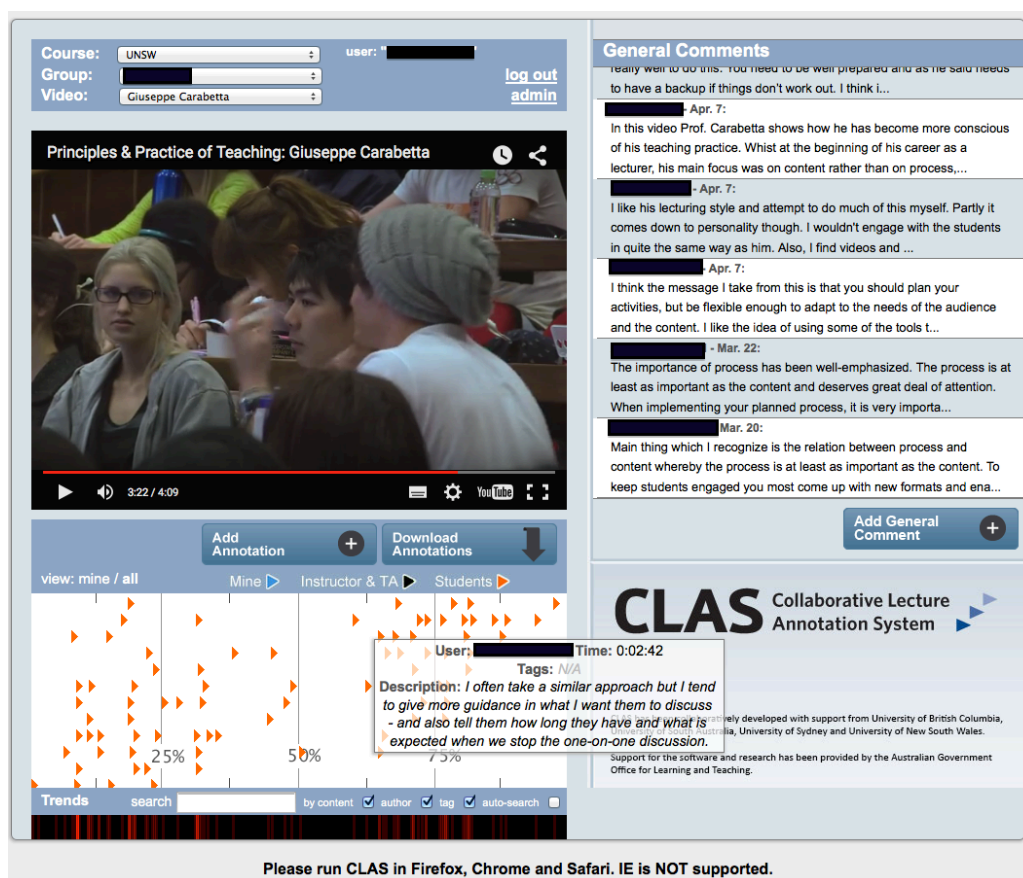 Course: UNSW user: " "
Group: log out
Video: Giuseppe Carabetta admin
Principles & Practice of Teaching: Giuseppe Carabetta
3:22 / 4:09 YouTube
Add Annotation
Download Annotations
view: mine / all Mine Instructor & TA Students
User: Time: 0:02:42
Tags: N/A
Description: I often take a similar approach but I tend
to give more guidance in what I want them to discuss
- and also tell them how long they have and what is
expected when we stop the one-on-one discussion.
25% 50% 75%
Trends search by content author tag auto-search
General Comments
really well to do this. You need to be well prepared and as he said needs
to have a backup if things don't work out. I think i...
- Apr. 7:
In this video Prof. Carabetta shows how he has become more conscious
of his teaching practice. Whist at the beginning of his career as a
lecturer, his main focus was on content rather than on process,...
- Apr. 7:
I like his lecturing style and attempt to do much of this myself. Partly it
comes down to personality though. I wouldn't engage with the students
in quite the same way as him. Also, I find videos and ...
- Apr. 7:
I think the message I take from this is that you should plan your
activities, but be flexible enough to adapt to the needs of the audience
and the content. I like the idea of using some of the tools t...
- Mar. 22:
The importance of process has been well-emphasized. The process is at
least as important as the content and deserves great deal of attention.
When implementing your planned process, it is very importa...
Mar. 20:
Main thing which I recognize is the relation between process and
content whereby the process is at least as important as the content. To
keep students engaged you most come up with new formats and ena...
Add General
Comment
CLAS Collaborative Lecture
Annotation System
developed with support from University of British Columbia,
University of Sydney and University of New South Wales.
Support for the software and research has been provided by the Australian Government
Office for Learning and Teaching.
Please run CLAS in Firefox, Chrome and Safari. IE is NOT supported.